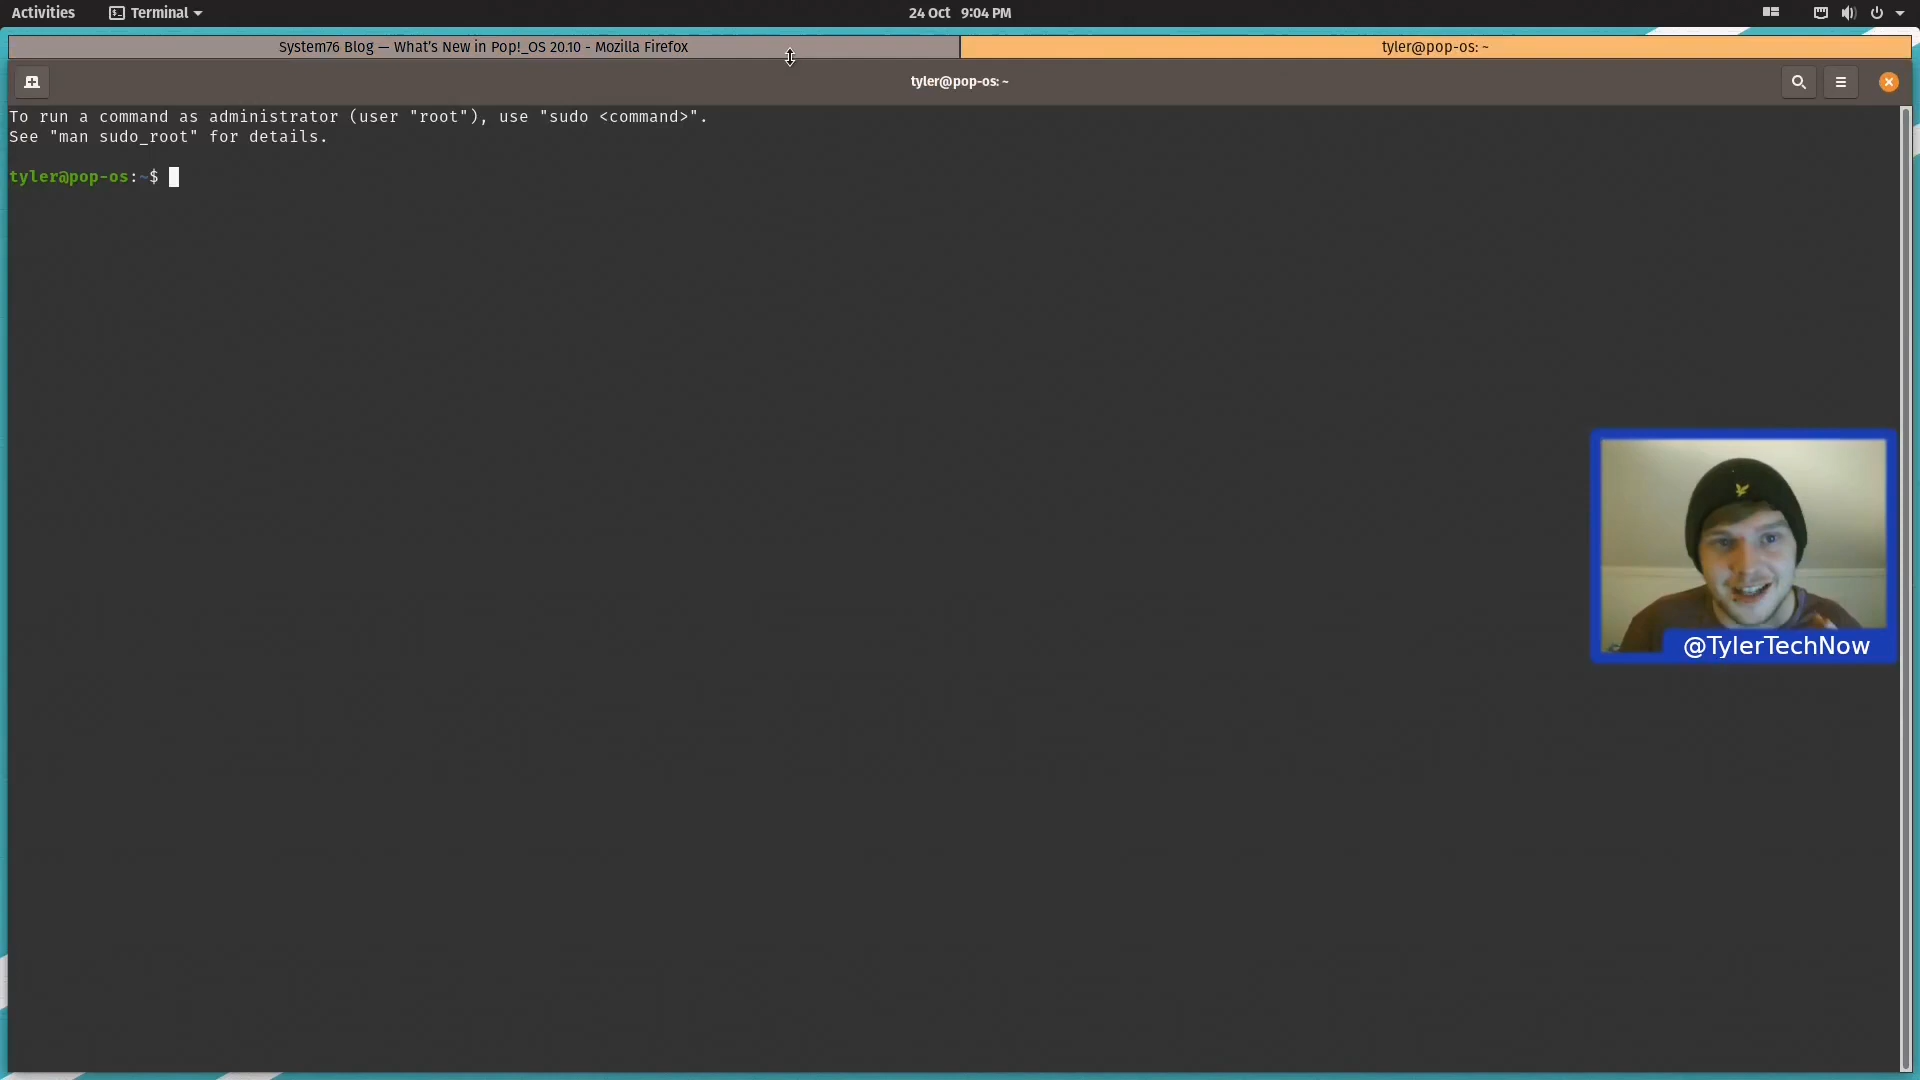 Activities Terminal 24 Oct 9:04 PM
System76 Blog — What's New in Pop!_OS 20.10 - Mozilla Firefox tyler@pop-os: ~
tyler@pop-os: ~
To run a command as administrator (user "root"), use "sudo <command>".
See "man sudo_root" for details.
tyler@pop-os:~$
@TylerTechNow